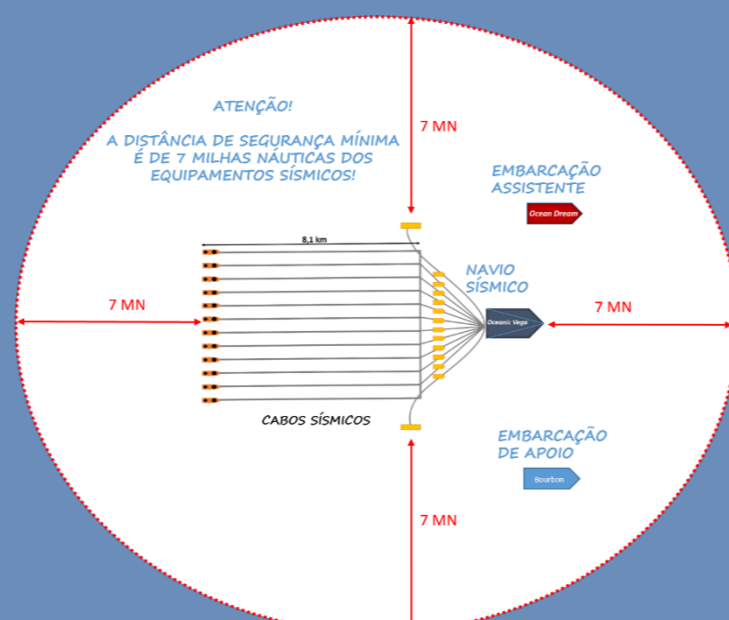 ATENÇÃO!
A DISTÂNCIA DE SEGURANÇA MÍNIMA
É DE 7 MILHAS NÁUTICAS DOS
EQUIPAMENTOS SÍSMICOS!
7 MN
EMBARCAÇÃO
ASSISTENTE
Ocean Dream
8,1 km
NAVIO
SÍSMICO
7 MN
Oceanic Vega
7 MN
CABOS SÍSMICOS
EMBARCAÇÃO
DE APOIO
Bourbon
7 MN